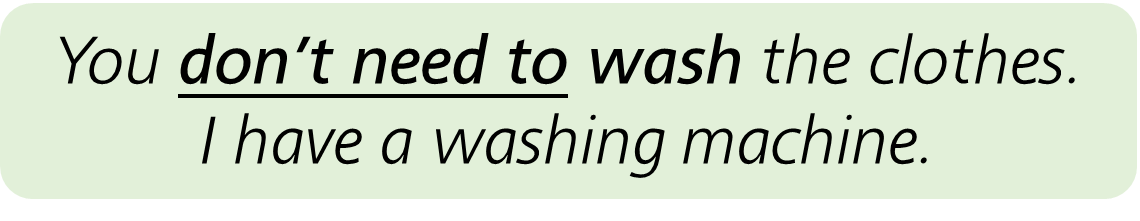 You don’t need to wash the clothes.
I have a washing machine.